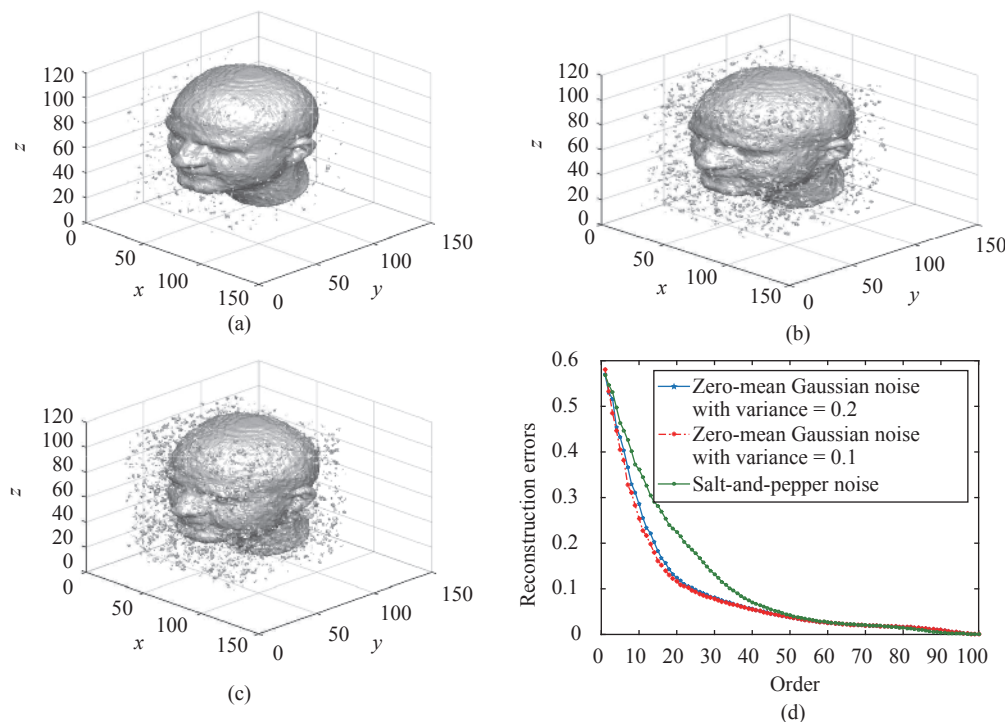 120
100
80
60
40
20
0
z
0
50
100
150
x
0
50
100
150
y
(a)
120
100
80
60
40
20
0
z
0
50
100
150
x
0
50
100
150
y
(b)
120
100
80
60
40
20
0
z
0
50
100
150
x
0
50
100
150
y
(c)
0.6
0.5
0.4
0.3
0.2
0.1
0
Reconstruction errors
Zero-mean Gaussian noise
with variance = 0.2
Zero-mean Gaussian noise
with variance = 0.1
Salt-and-pepper noise
0 10 20 30 40 50 60 70 80 90 100
Order
(d)